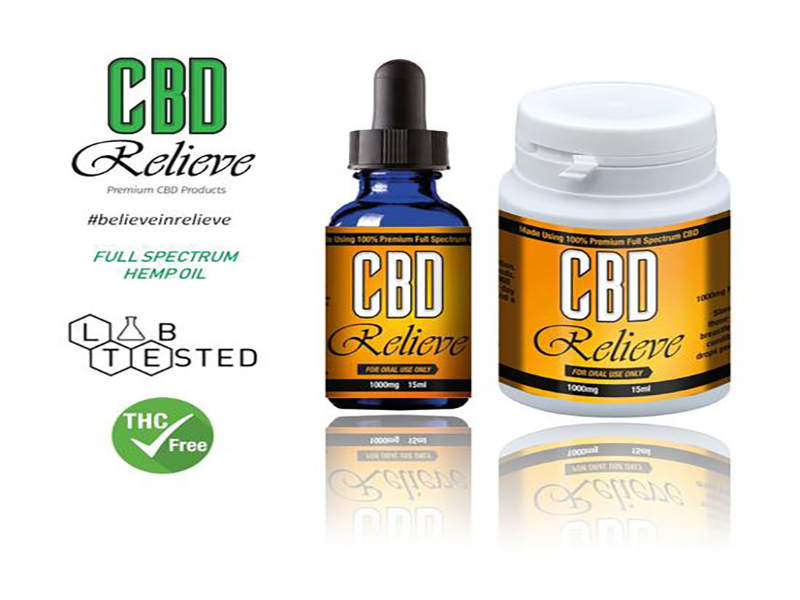 CBD
Relieve
Premium CBD Products
#believeinrelieve
FULL SPECTRUM
HEMP OIL
LAB
TESTED
THC
Free
Made Using 100% Premium Full Spectrum
CBD
Relieve
FOR ORAL USE ONLY
1000mg 15ml
Made Using 100% Premium Full Spectrum CBD
CBD
Relieve
FOR ORAL USE ONLY
1000mg 15ml
1000mg